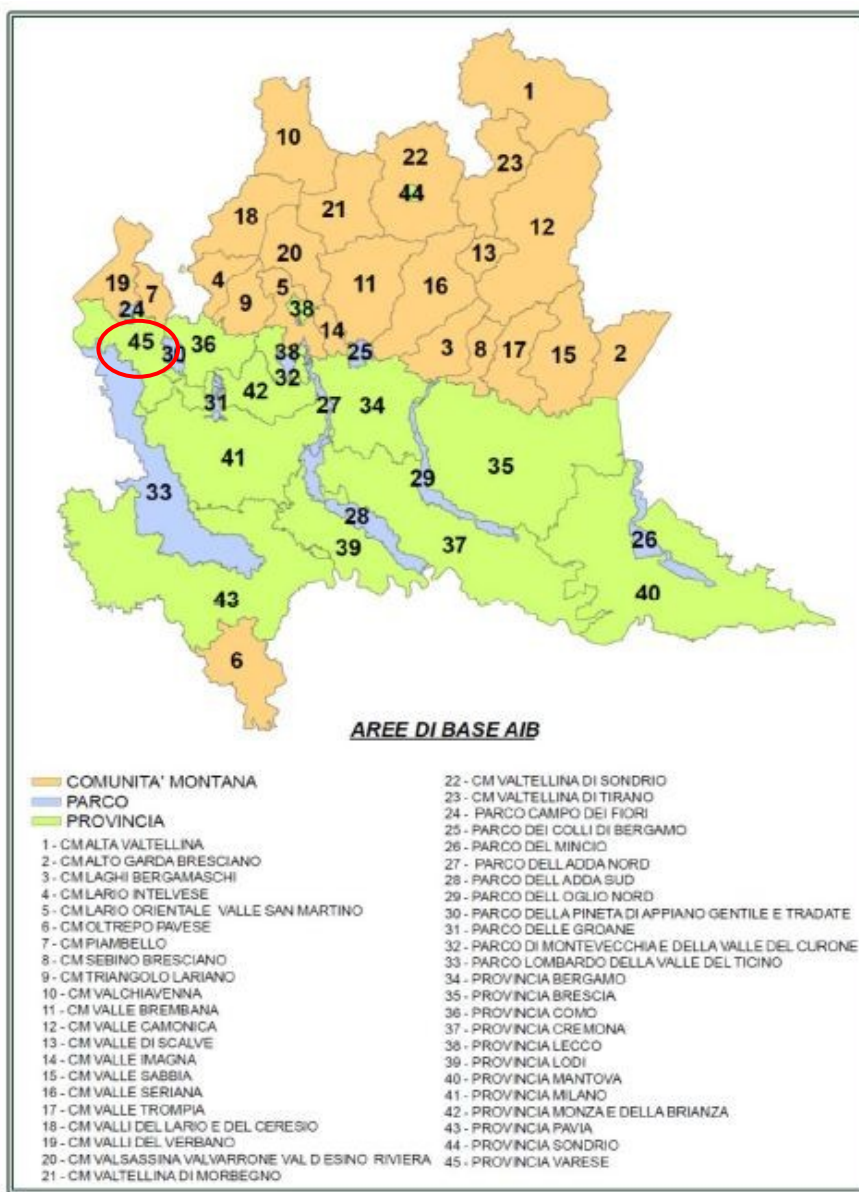 1
10
22
23
44
18
21
12
20
13
19
7
4
9
5
11
16
38
24
45
30
36
14
38
25
3
8
17
15
2
32
31
42
27
34
41
35
29
33
28
26
39
37
43
40
6
AREE DI BASE AIB
COMUNITA' MONTANA
PARCO
PROVINCIA
1 - CM ALTA VALTELLINA
2 - CM ALTO GARDA BRESCIANO
3 - CM LAGHI BERGAMASCHI
4 - CM LARIO INTELVESE
5 - CM LARIO ORIENTALE VALLE SAN MARTINO
6 - CM OLTREPO PAVESE
7 - CM PIAMBELLO
8 - CM SEBINO BRESCIANO
9 - CM TRIANGOLO LARIANO
10 - CM VALCHIAVENNA
11 - CM VALLE BREMBANA
12 - CM VALLE CAMONICA
13 - CM VALLE DI SCALVE
14 - CM VALLE IMAGNA
15 - CM VALLE SABBIA
16 - CM VALLE SERIANA
17 - CM VALLE TROMPIA
18 - CM VALLI DEL LARIO E DEL CERESIO
19 - CM VALLI DEL VERBANO
20 - CM VALSASSINA VALVARRONE VAL D ESINO RIVIERA
21 - CM VALTELLINA DI MORBEGNO
22 - CM VALTELLINA DI SONDRIO
23 - CM VALTELLINA DI TIRANO
24 - PARCO CAMPO DEI FIORI
25 - PARCO DEI COLLI DI BERGAMO
26 - PARCO DEL MINCIO
27 - PARCO DELL ADDA NORD
28 - PARCO DELL ADDA SUD
29 - PARCO DELL OGLIO NORD
30 - PARCO DELLA PINETA DI APPIANO GENTILE E TRADATE
31 - PARCO DELLE GROANE
32 - PARCO DI MONTEVECCHIA E DELLA VALLE DEL CURONE
33 - PARCO LOMBARDO DELLA VALLE DEL TICINO
34 - PROVINCIA BERGAMO
35 - PROVINCIA BRESCIA
36 - PROVINCIA COMO
37 - PROVINCIA CREMONA
38 - PROVINCIA LECCO
39 - PROVINCIA LODI
40 - PROVINCIA MANTOVA
41 - PROVINCIA MILANO
42 - PROVINCIA MONZA E DELLA BRIANZA
43 - PROVINCIA PAVIA
44 - PROVINCIA SONDRIO
45 - PROVINCIA VARESE